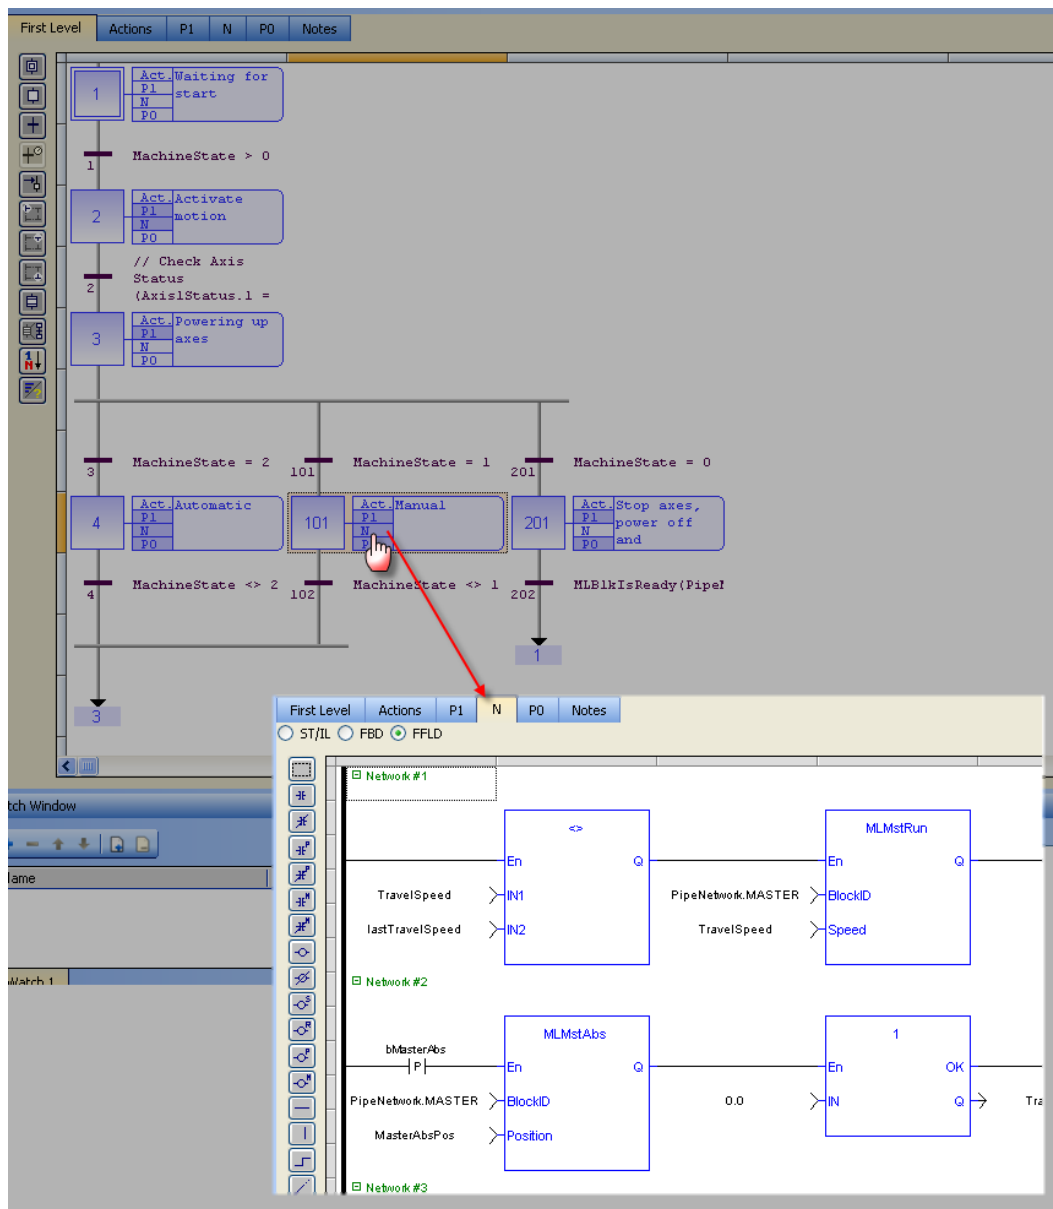 First Level Actions P1 N P0 Notes
1 Act. Waiting for
P1 start
N
P0
1 MachineState > 0
2 Act. Activate
P1 motion
N
P0
// Check Axis
2 Status
(Axis1Status.1 =
3 Act. Powering up
P1 axes
N
P0
3 MachineState = 2 101 MachineState = 1 201 MachineState = 0
4 Act. Automatic
P1
N
P0
101 Act. Manual
P1
N
P
201 Act. Stop axes,
P1 power off
N and
P0
4 MachineState <> 2 102 MachineState <> 1 202 MLBlkIsReady(Pipel
1
3
First Level Actions P1 N P0 Notes
ST/IL FBD FFLD
tch Window
lame
Watch 1
Network #1
<> MLMstRun
En Q En Q
TravelSpeed IN1 PipeNetwork.MASTER BlockID
lastTravelSpeed IN2 TravelSpeed Speed
Network #2
MLMstAbs 1
bMasterAbs
P En Q En OK
PipeNetwork.MASTER BlockID 0.0 IN Q Tra
MasterAbsPos Position
Network #3